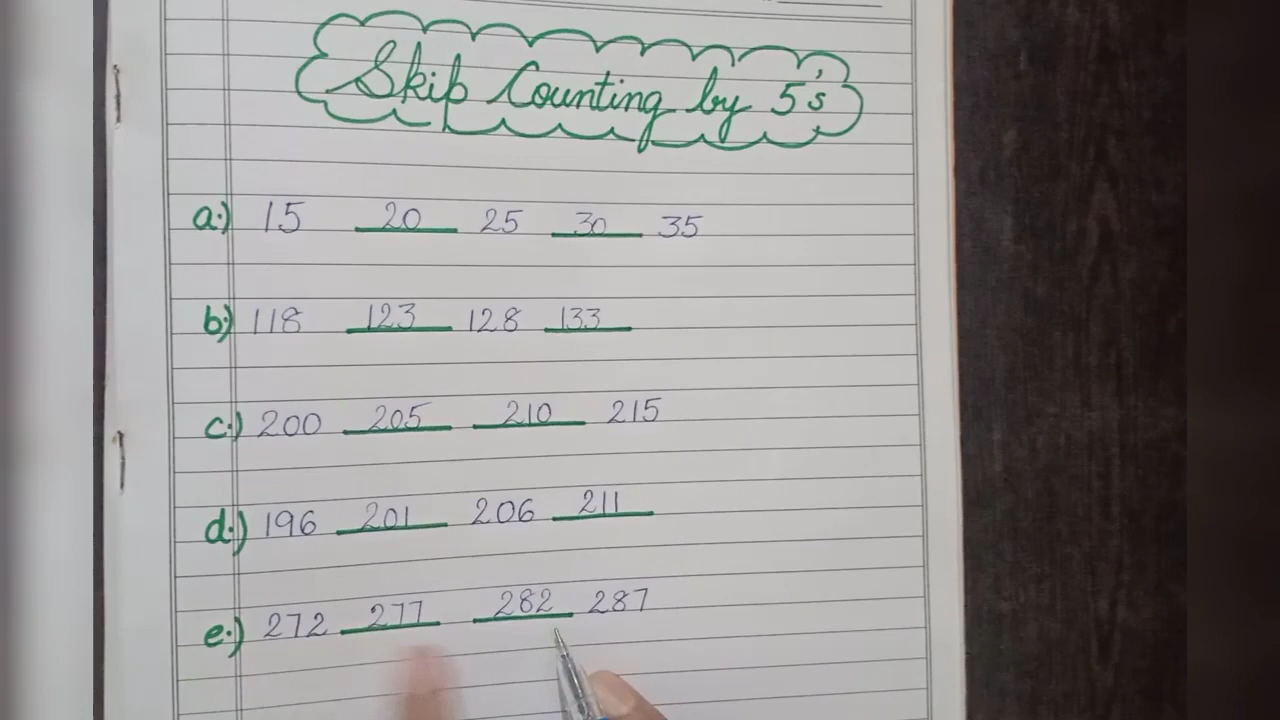 Skip Counting by 5's
a.) 15 20 25 30 35
b.) 118 123 128 133
c.) 200 205 210 215
d.) 196 201 206 211
e.) 272 277 282 287